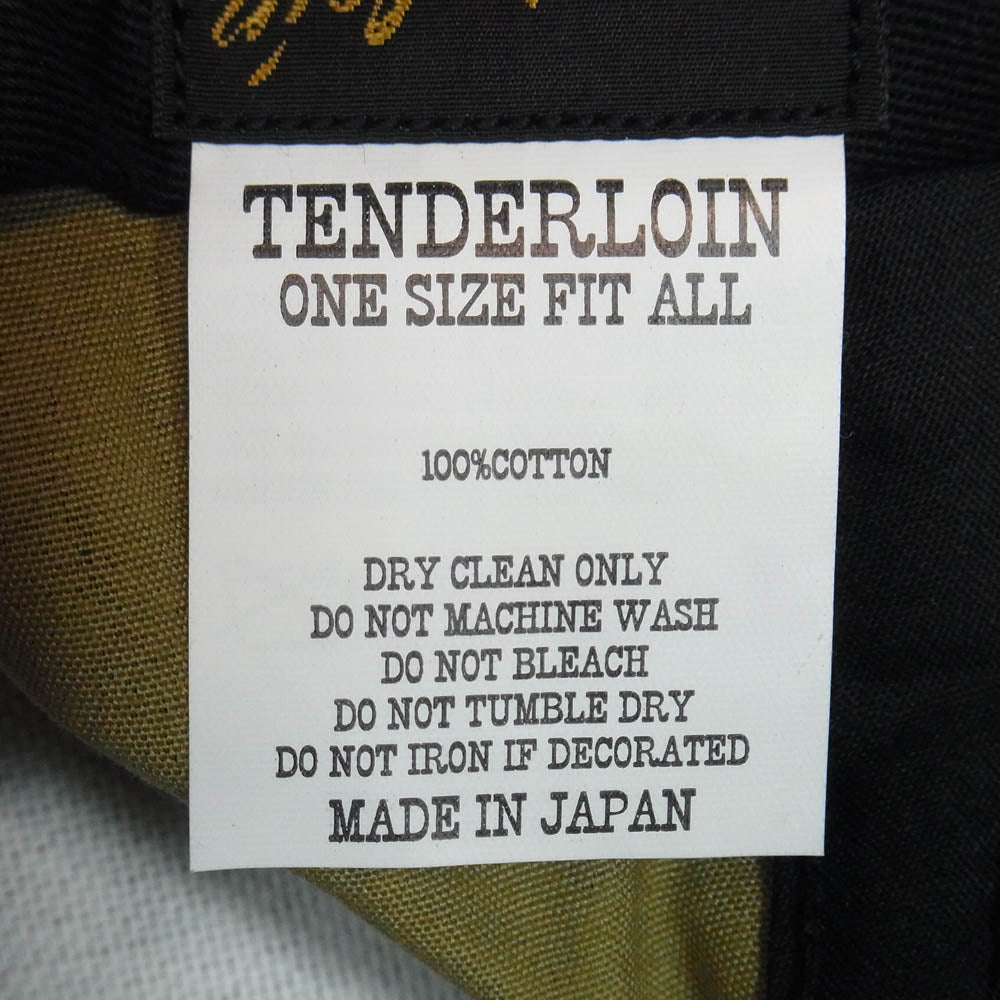 TENDERLOIN
ONE SIZE FIT ALL
100%COTTON
DRY CLEAN ONLY
DO NOT MACHINE WASH
DO NOT BLEACH
DO NOT TUMBLE DRY
DO NOT IRON IF DECORATED
MADE IN JAPAN